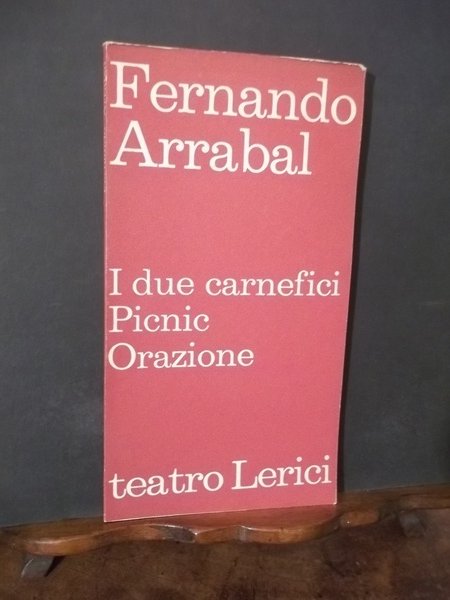 Fernando
Arrabal
I due carnefici
Picnic
Orazione
teatro Lerici